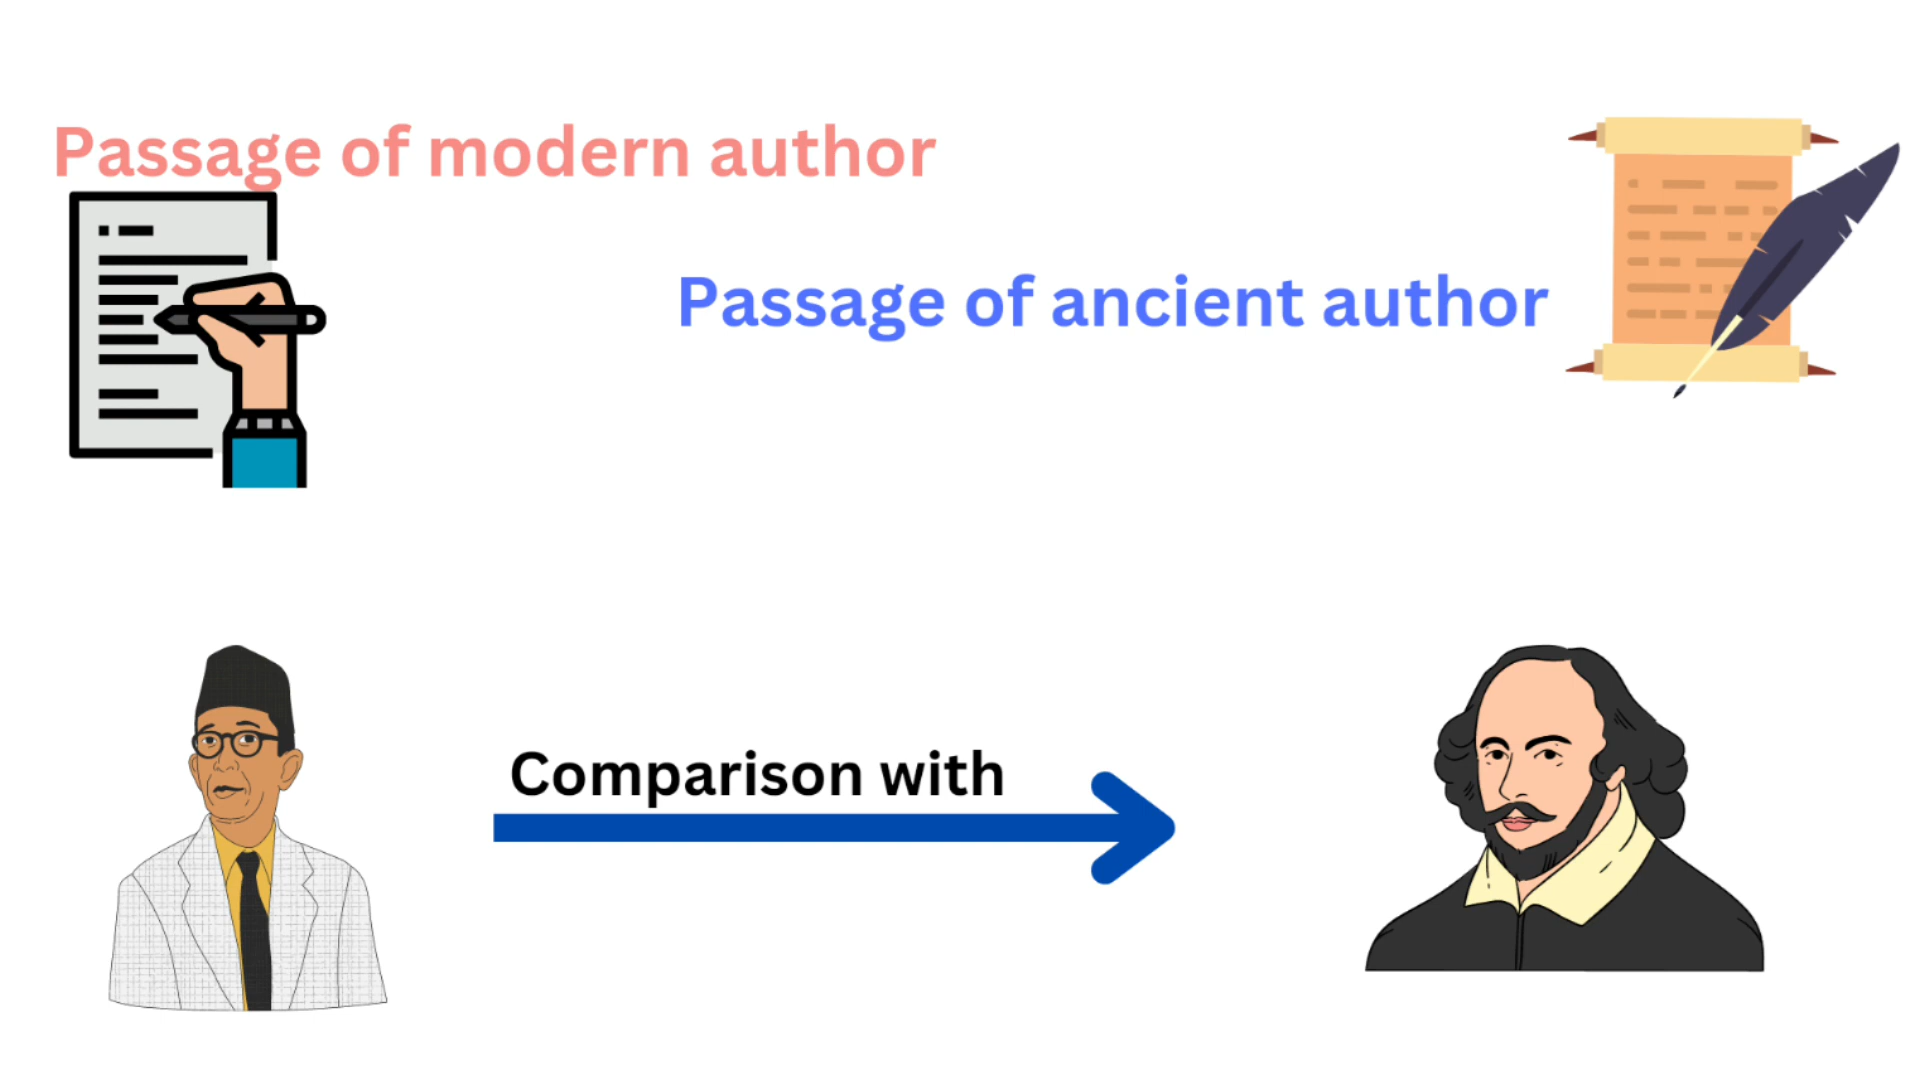 Passage of modern author
Passage of ancient author
Comparison with